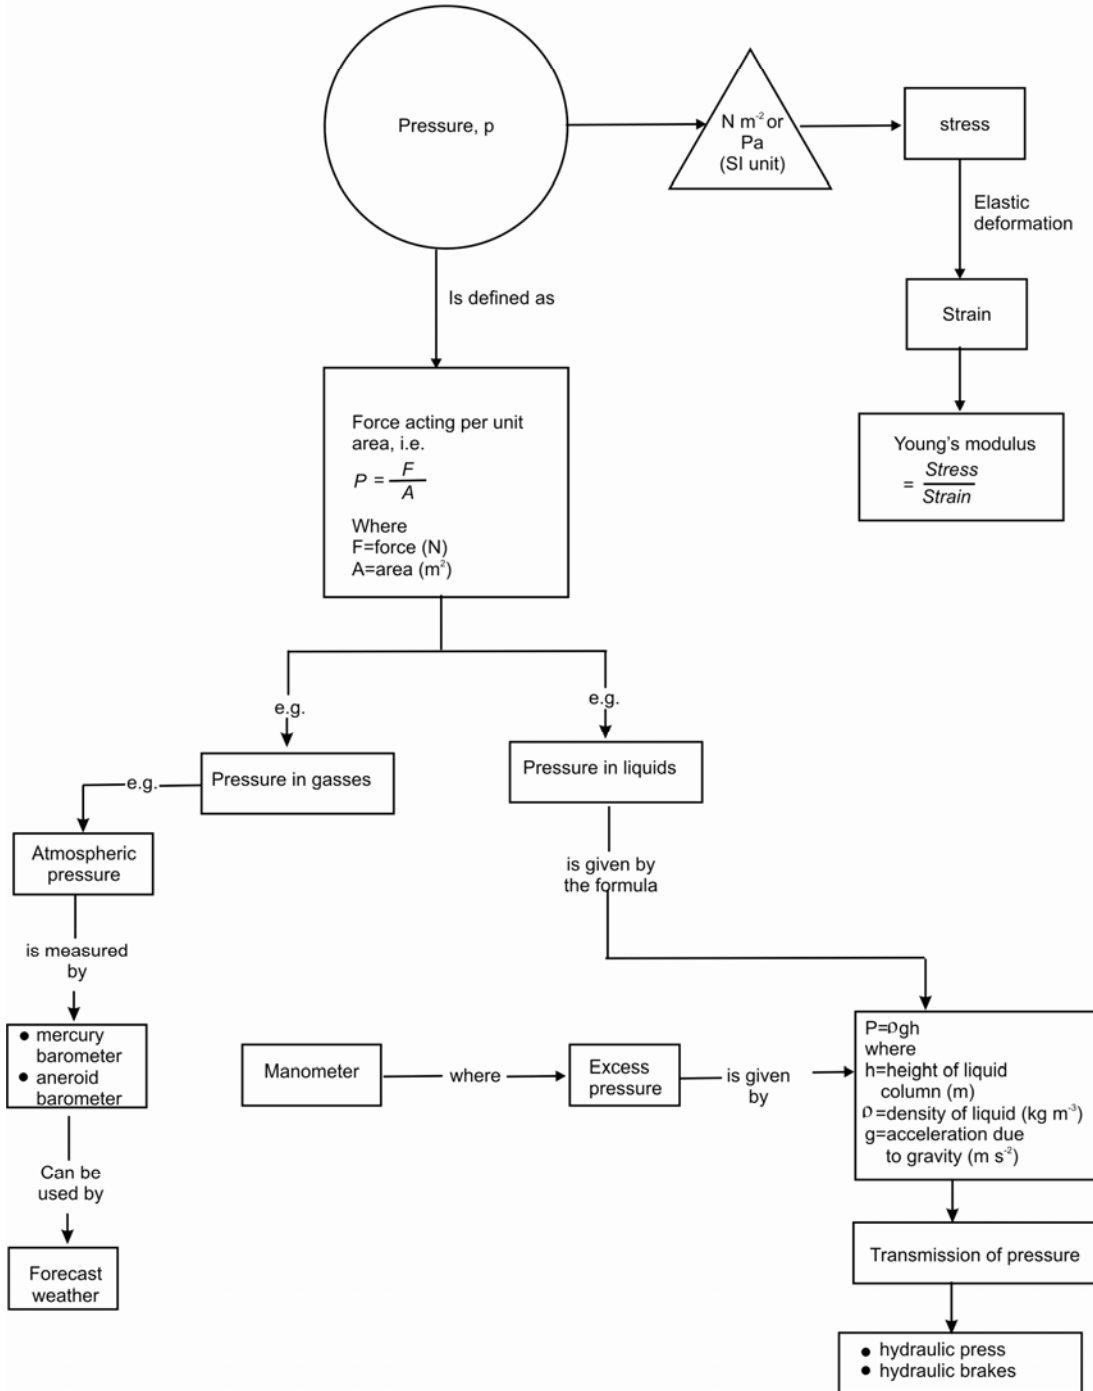 Pressure, p
N m⁻² or
Pa
(SI unit)
stress
Elastic
deformation
Strain
Young's modulus
= Stress / Strain
Is defined as
Force acting per unit
area, i.e.
P = F / A
Where
F=force (N)
A=area (m²)
e.g.
e.g.
Pressure in gasses
Pressure in liquids
e.g.
Atmospheric
pressure
is measured
by
● mercury
barometer
● aneroid
barometer
Can be
used by
Forecast
weather
is given by
the formula
Manometer
where
Excess
pressure
is given
by
P=ρgh
where
h=height of liquid
column (m)
ρ=density of liquid (kg m⁻³)
g=acceleration due
to gravity (m s⁻²)
Transmission of pressure
● hydraulic press
● hydraulic brakes